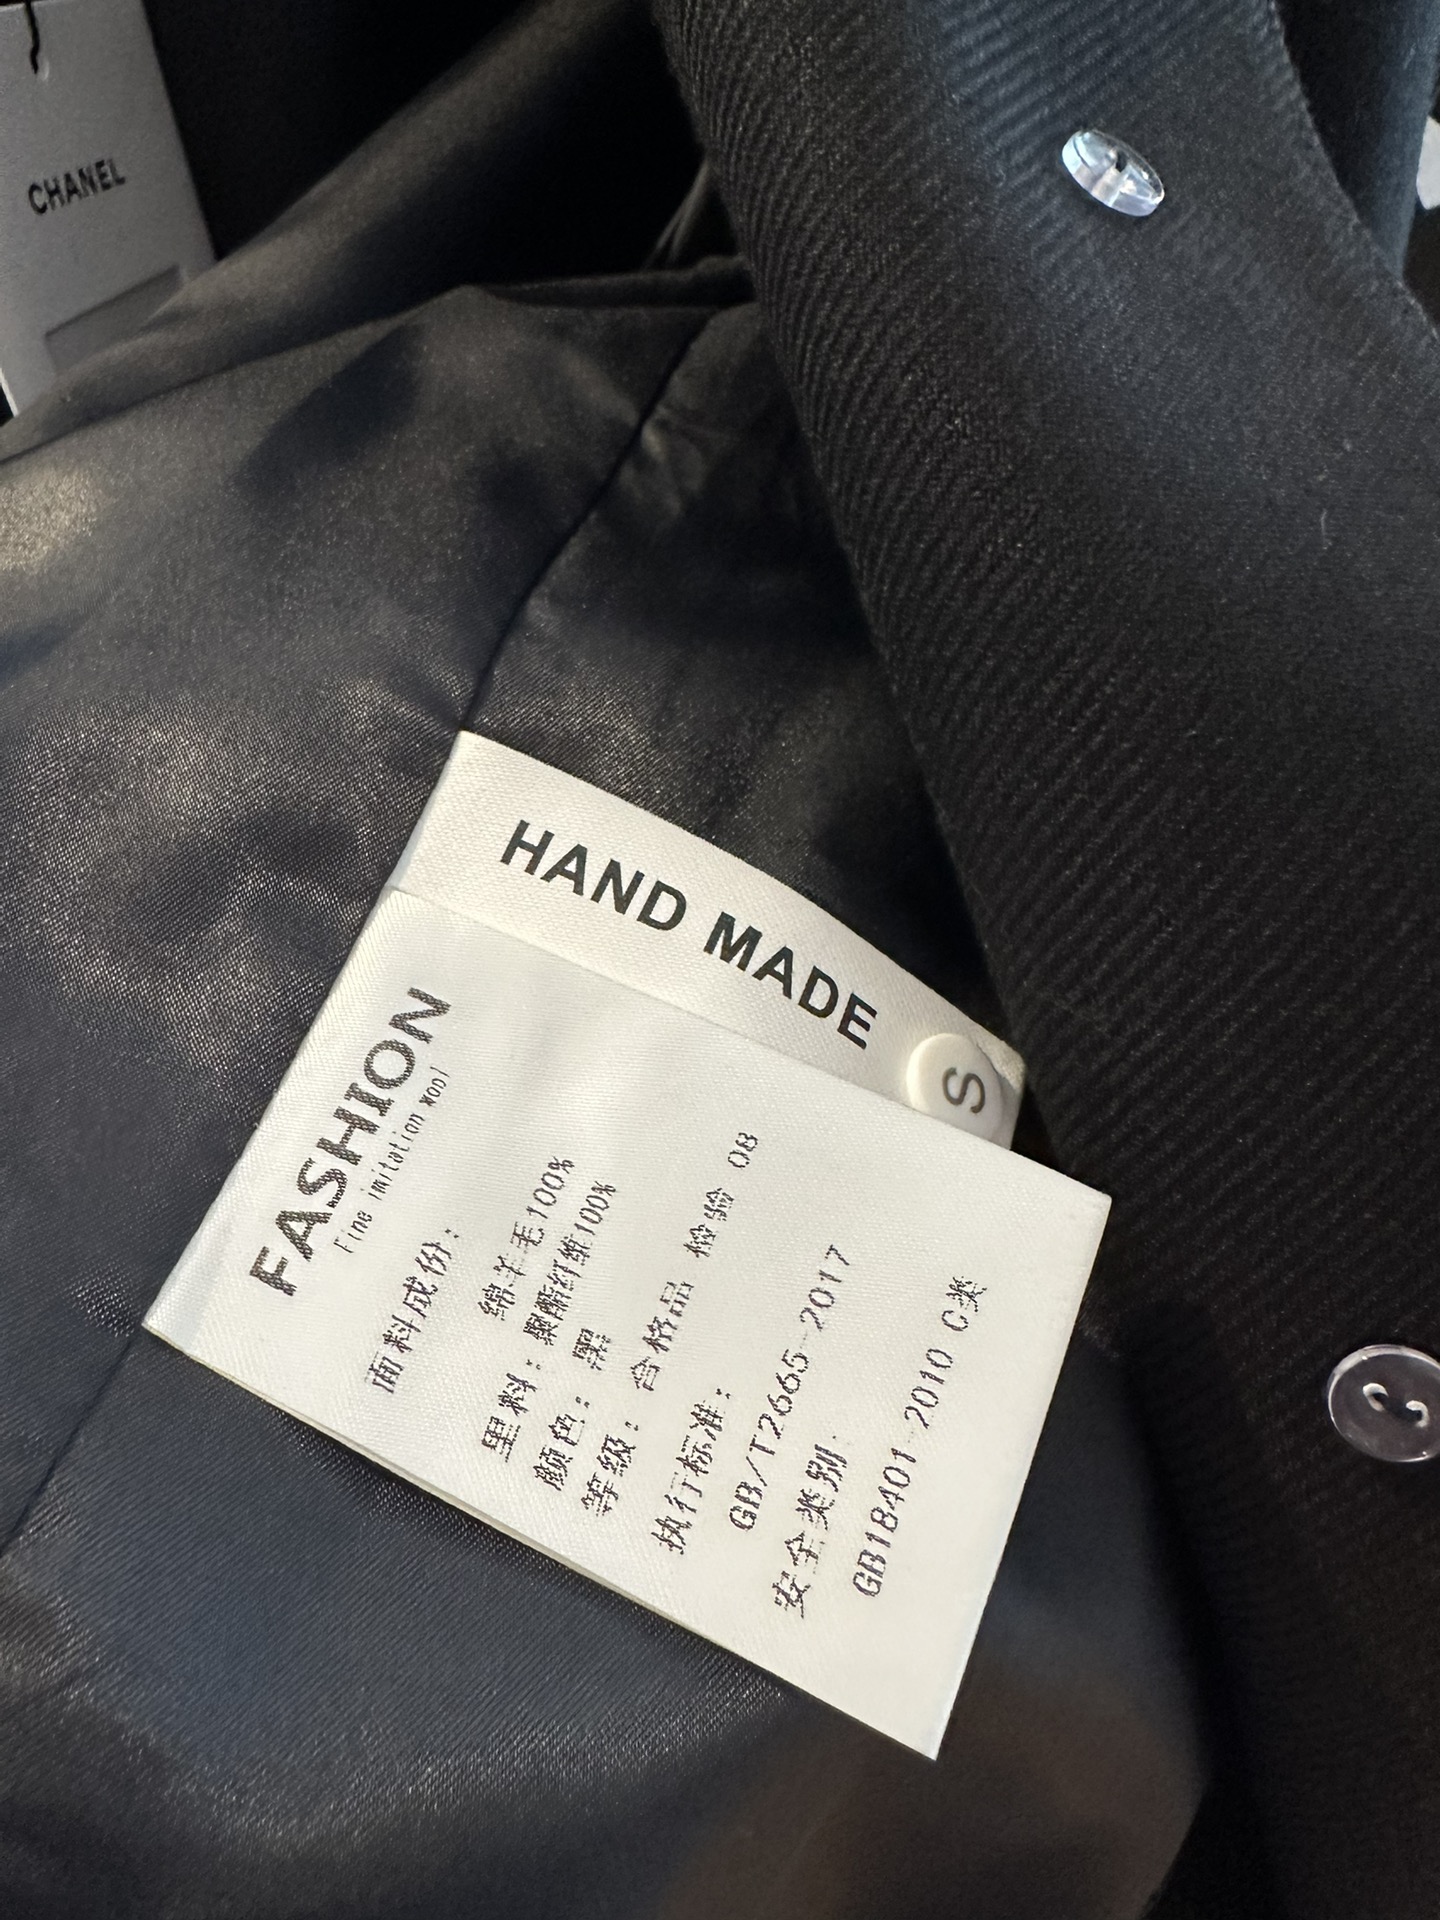 CHANEL
HAND MADE
S
FASHION
Fine imitation wool
面料成份：
绵羊毛100%
里料：聚酯纤维100%
颜色：黑
等级：合格品 检验 08
执行标准：
GB/T2665-2017
安全类别：
GB18401-2010 C类